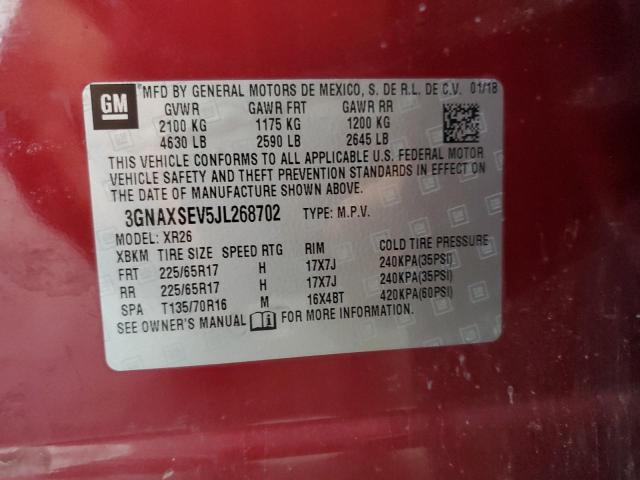 GM
MFD BY GENERAL MOTORS DE MEXICO, S. DE R.L. DE C.V. 01/18
GVWR GAWR FRT GAWR RR
2100 KG 1175 KG 1200 KG
4630 LB 2590 LB 2645 LB
THIS VEHICLE CONFORMS TO ALL APPLICABLE U.S. FEDERAL MOTOR
VEHICLE SAFETY AND THEFT PREVENTION STANDARDS IN EFFECT ON
THE DATE OF MANUFACTURE SHOWN ABOVE.
3GNAXSEV5JL268702 TYPE: M.P.V.
MODEL: XR26
XBKM TIRE SIZE SPEED RTG RIM COLD TIRE PRESSURE
FRT 225/65R17 H 17X7J 240KPA(35PSI)
RR 225/65R17 H 17X7J 240KPA(35PSI)
SPA T135/70R16 M 16X4BT 420KPA(60PSI)
SEE OWNER'S MANUAL FOR MORE INFORMATION.